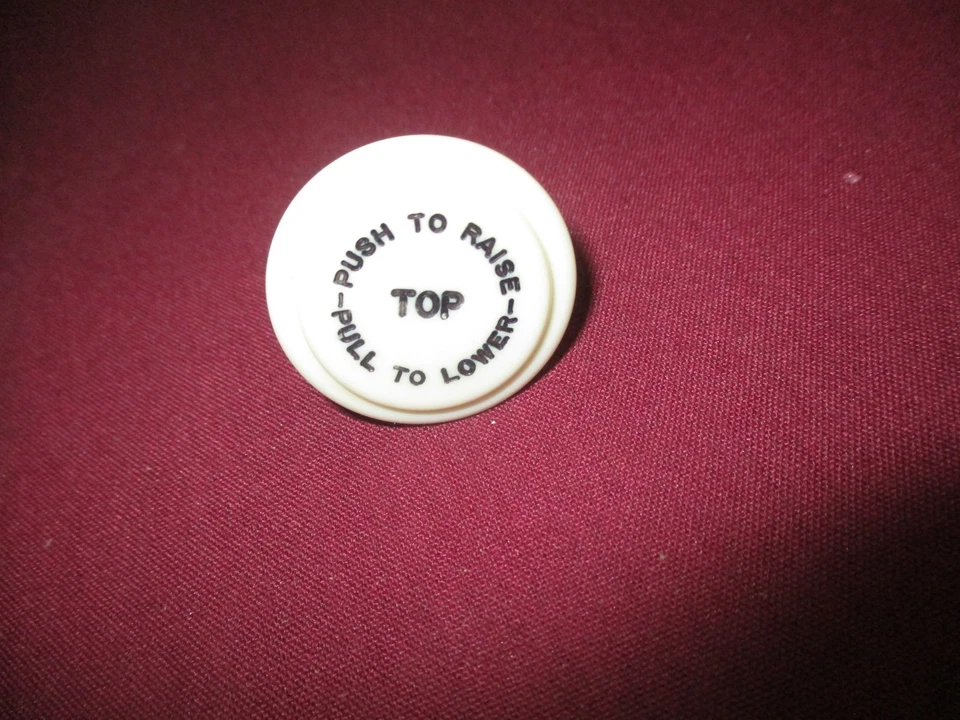 PUSH TO RAISE
TOP
-PULL TO LOWER-